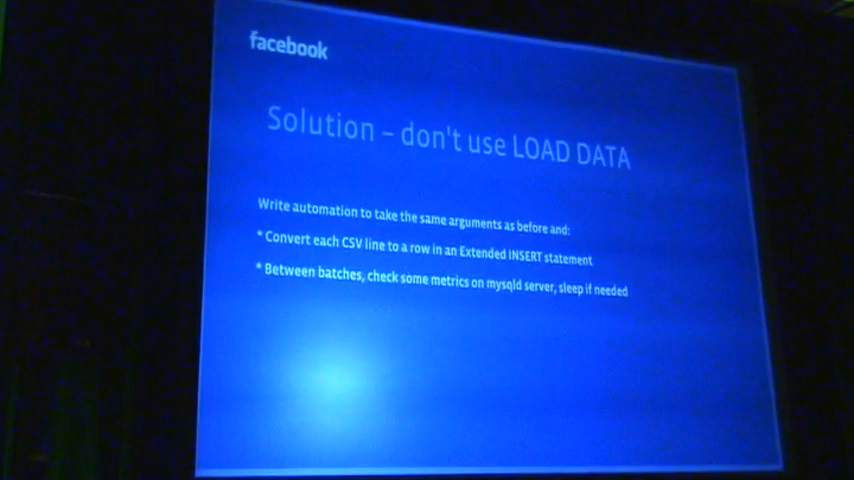 facebook
Solution – don't use LOAD DATA
Write automation to take the same arguments as before and:
* Convert each CSV line to a row in an Extended INSERT statement
* Between batches, check some metrics on mysqld server, sleep if needed